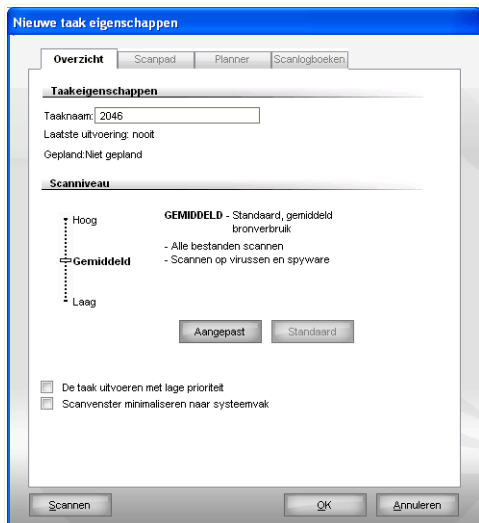 Nieuwe taak eigenschappen
Overzicht
Scanpad
Planner
Scanlogboeken
Taakeigenschappen
Taaknaam: 2046
Laatste uitvoering: nooit
Gepland:Niet gepland
Scanniveau
Hoog
Gemiddeld
Laag
GEMIDDELD - Standaard, gemiddeld
bronverbruik
- Alle bestanden scannen
- Scannen op virussen en spyware
Aangepast
Standaard
De taak uitvoeren met lage prioriteit
Scanvenster minimaliseren naar systeemvak
Scannen
OK
Annuleren